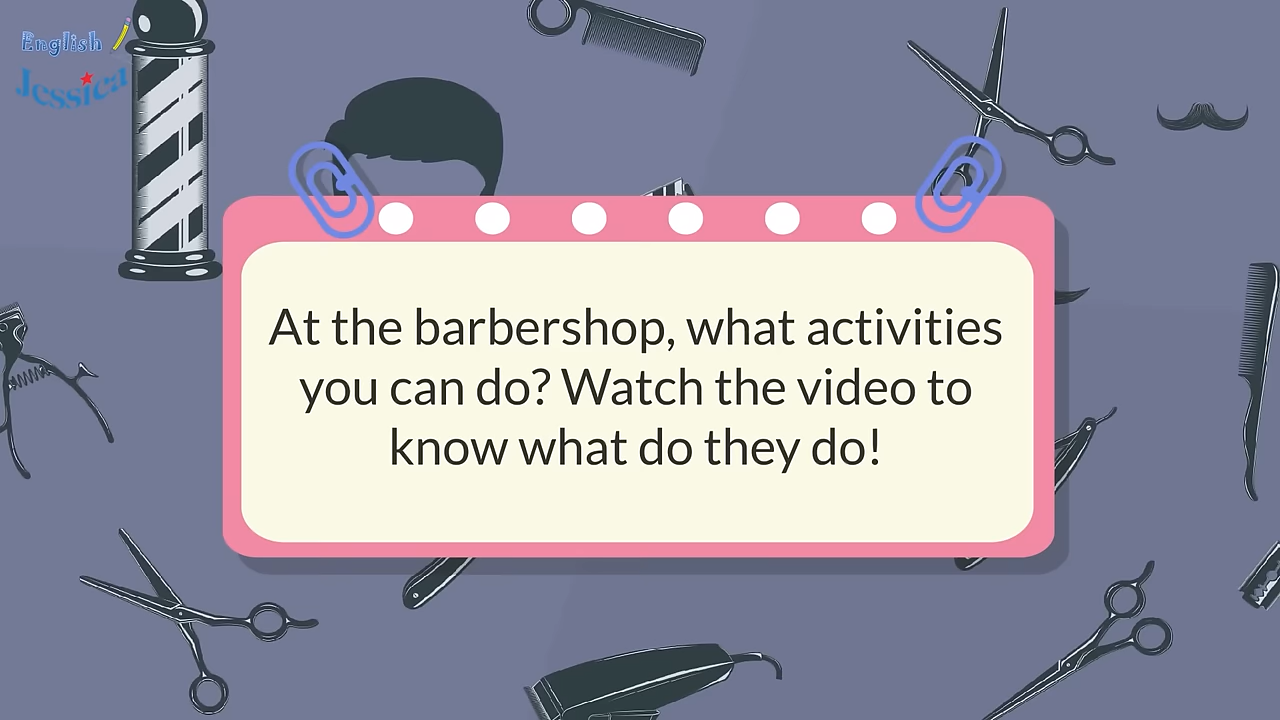 English
Jessica
At the barbershop, what activities
you can do? Watch the video to
know what do they do!